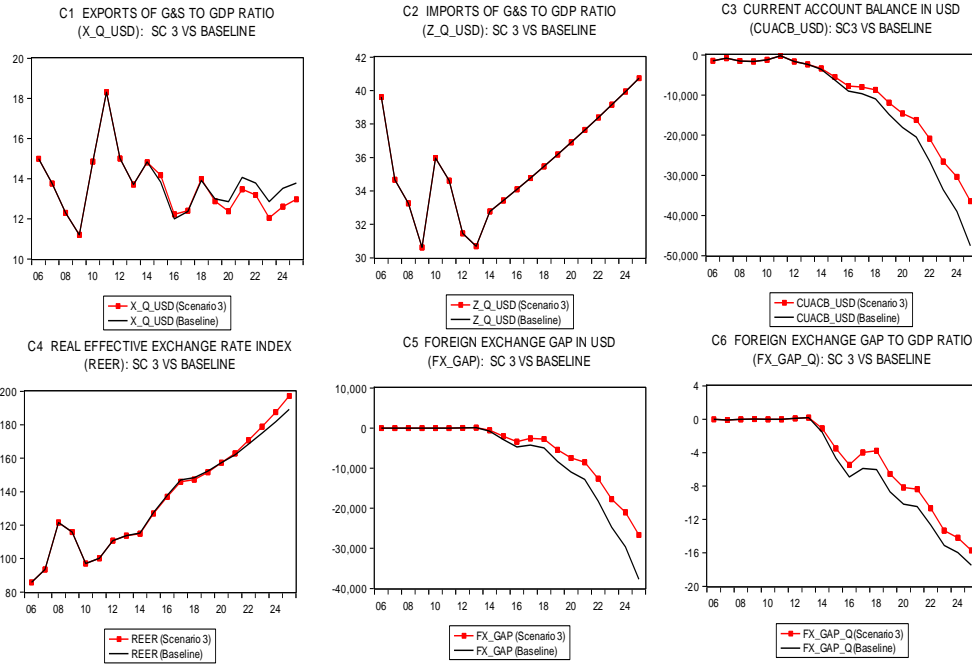 C1 EXPORTS OF G&S TO GDP RATIO
(X_Q_USD): SC 3 VS BASELINE
20
18
16
14
12
10
06 08 10 12 14 16 18 20 22 24
X_Q_USD (Scenario 3)
X_Q_USD (Baseline)
C2 IMPORTS OF G&S TO GDP RATIO
(Z_Q_USD): SC 3 VS BASELINE
42
40
38
36
34
32
30
06 08 10 12 14 16 18 20 22 24
Z_Q_USD (Scenario 3)
Z_Q_USD (Baseline)
C3 CURRENT ACCOUNT BALANCE IN USD
(CUACB_USD): SC3 VS BASELINE
0
-10,000
-20,000
-30,000
-40,000
-50,000
06 08 10 12 14 16 18 20 22 24
CUACB_USD (Scenario 3)
CUACB_USD (Baseline)
C4 REAL EFFECTIVE EXCHANGE RATE INDEX
(REER): SC 3 VS BASELINE
200
180
160
140
120
100
80
06 08 10 12 14 16 18 20 22 24
REER (Scenario 3)
REER (Baseline)
C5 FOREIGN EXCHANGE GAP IN USD
(FX_GAP): SC 3 VS BASELINE
10,000
0
-10,000
-20,000
-30,000
-40,000
06 08 10 12 14 16 18 20 22 24
FX_GAP (Scenario 3)
FX_GAP (Baseline)
C6 FOREIGN EXCHANGE GAP TO GDP RATIO
(FX_GAP_Q): SC 3 VS BASELINE
4
0
-4
-8
-12
-16
-20
06 08 10 12 14 16 18 20 22 24
FX_GAP_Q (Scenario 3)
FX_GAP_Q (Baseline)